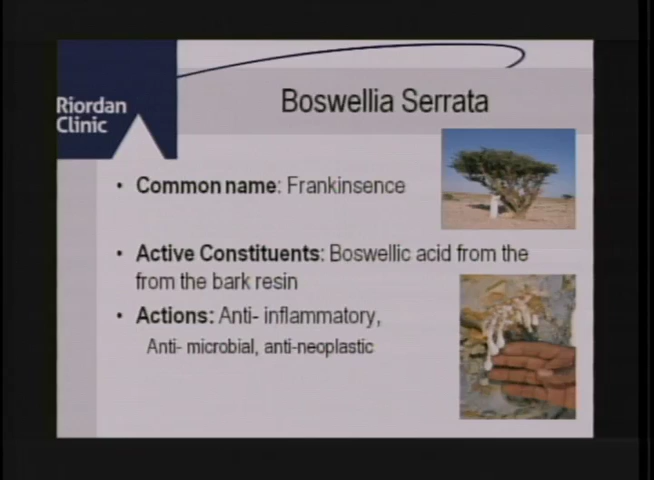 Riordan
Clinic
Boswellia Serrata
• Common name: Frankinsence
• Active Constituents: Boswellic acid from the
from the bark resin
• Actions: Anti- inflammatory,
Anti- microbial, anti-neoplastic